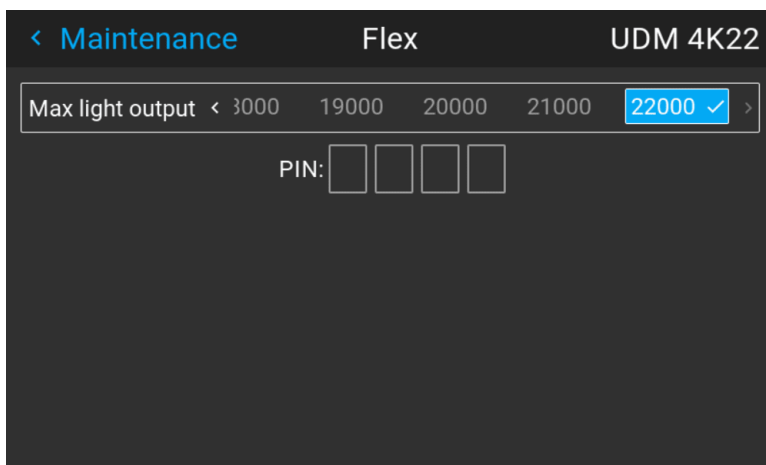 ‹ Maintenance Flex UDM 4K22
Max light output ‹ 19000 20000 21000 22000 ✓ ›
PIN: